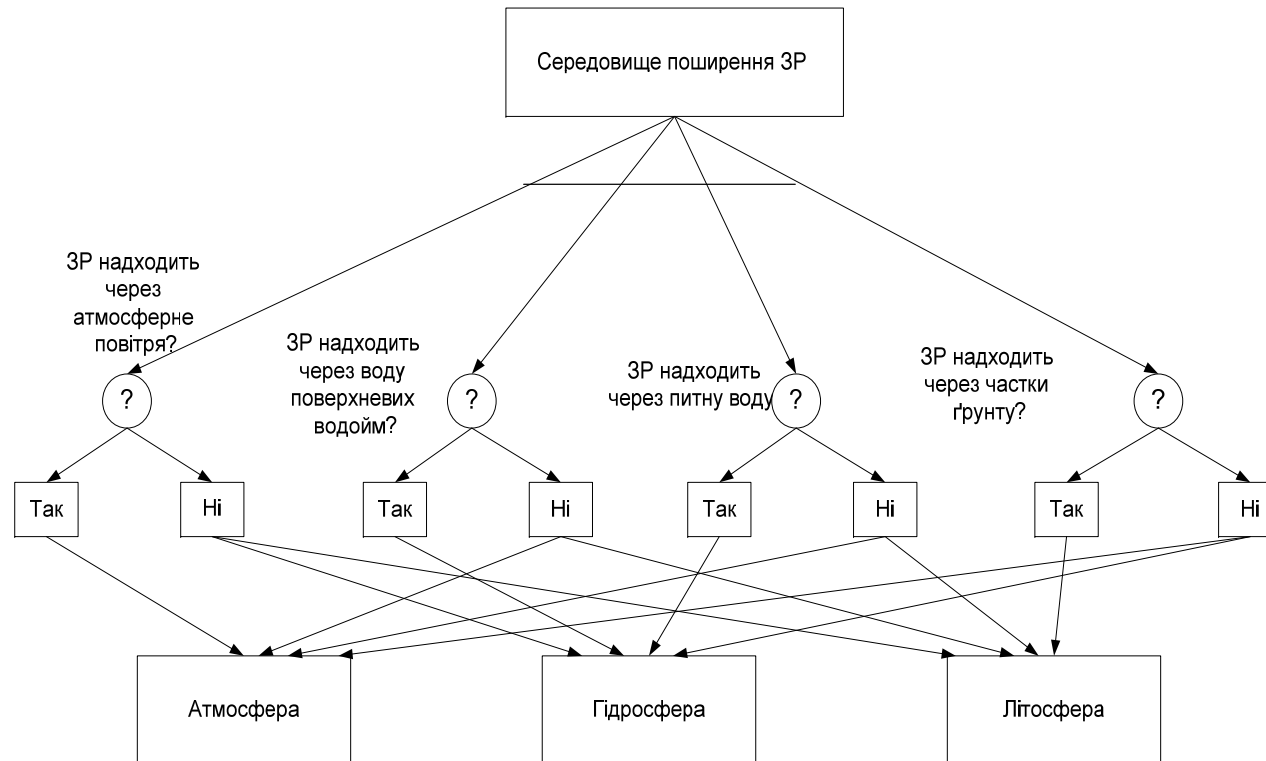 Середовище поширення ЗР
ЗР надходить
через
атмосферне
повітря?
ЗР надходить
через воду
поверхневих
водойм?
ЗР надходить
через питну воду
ЗР надходить
через частки
ґрунту?
?
?
?
?
Так
Ні
Так
Ні
Так
Ні
Так
Ні
Атмосфера
Гідросфера
Літосфера